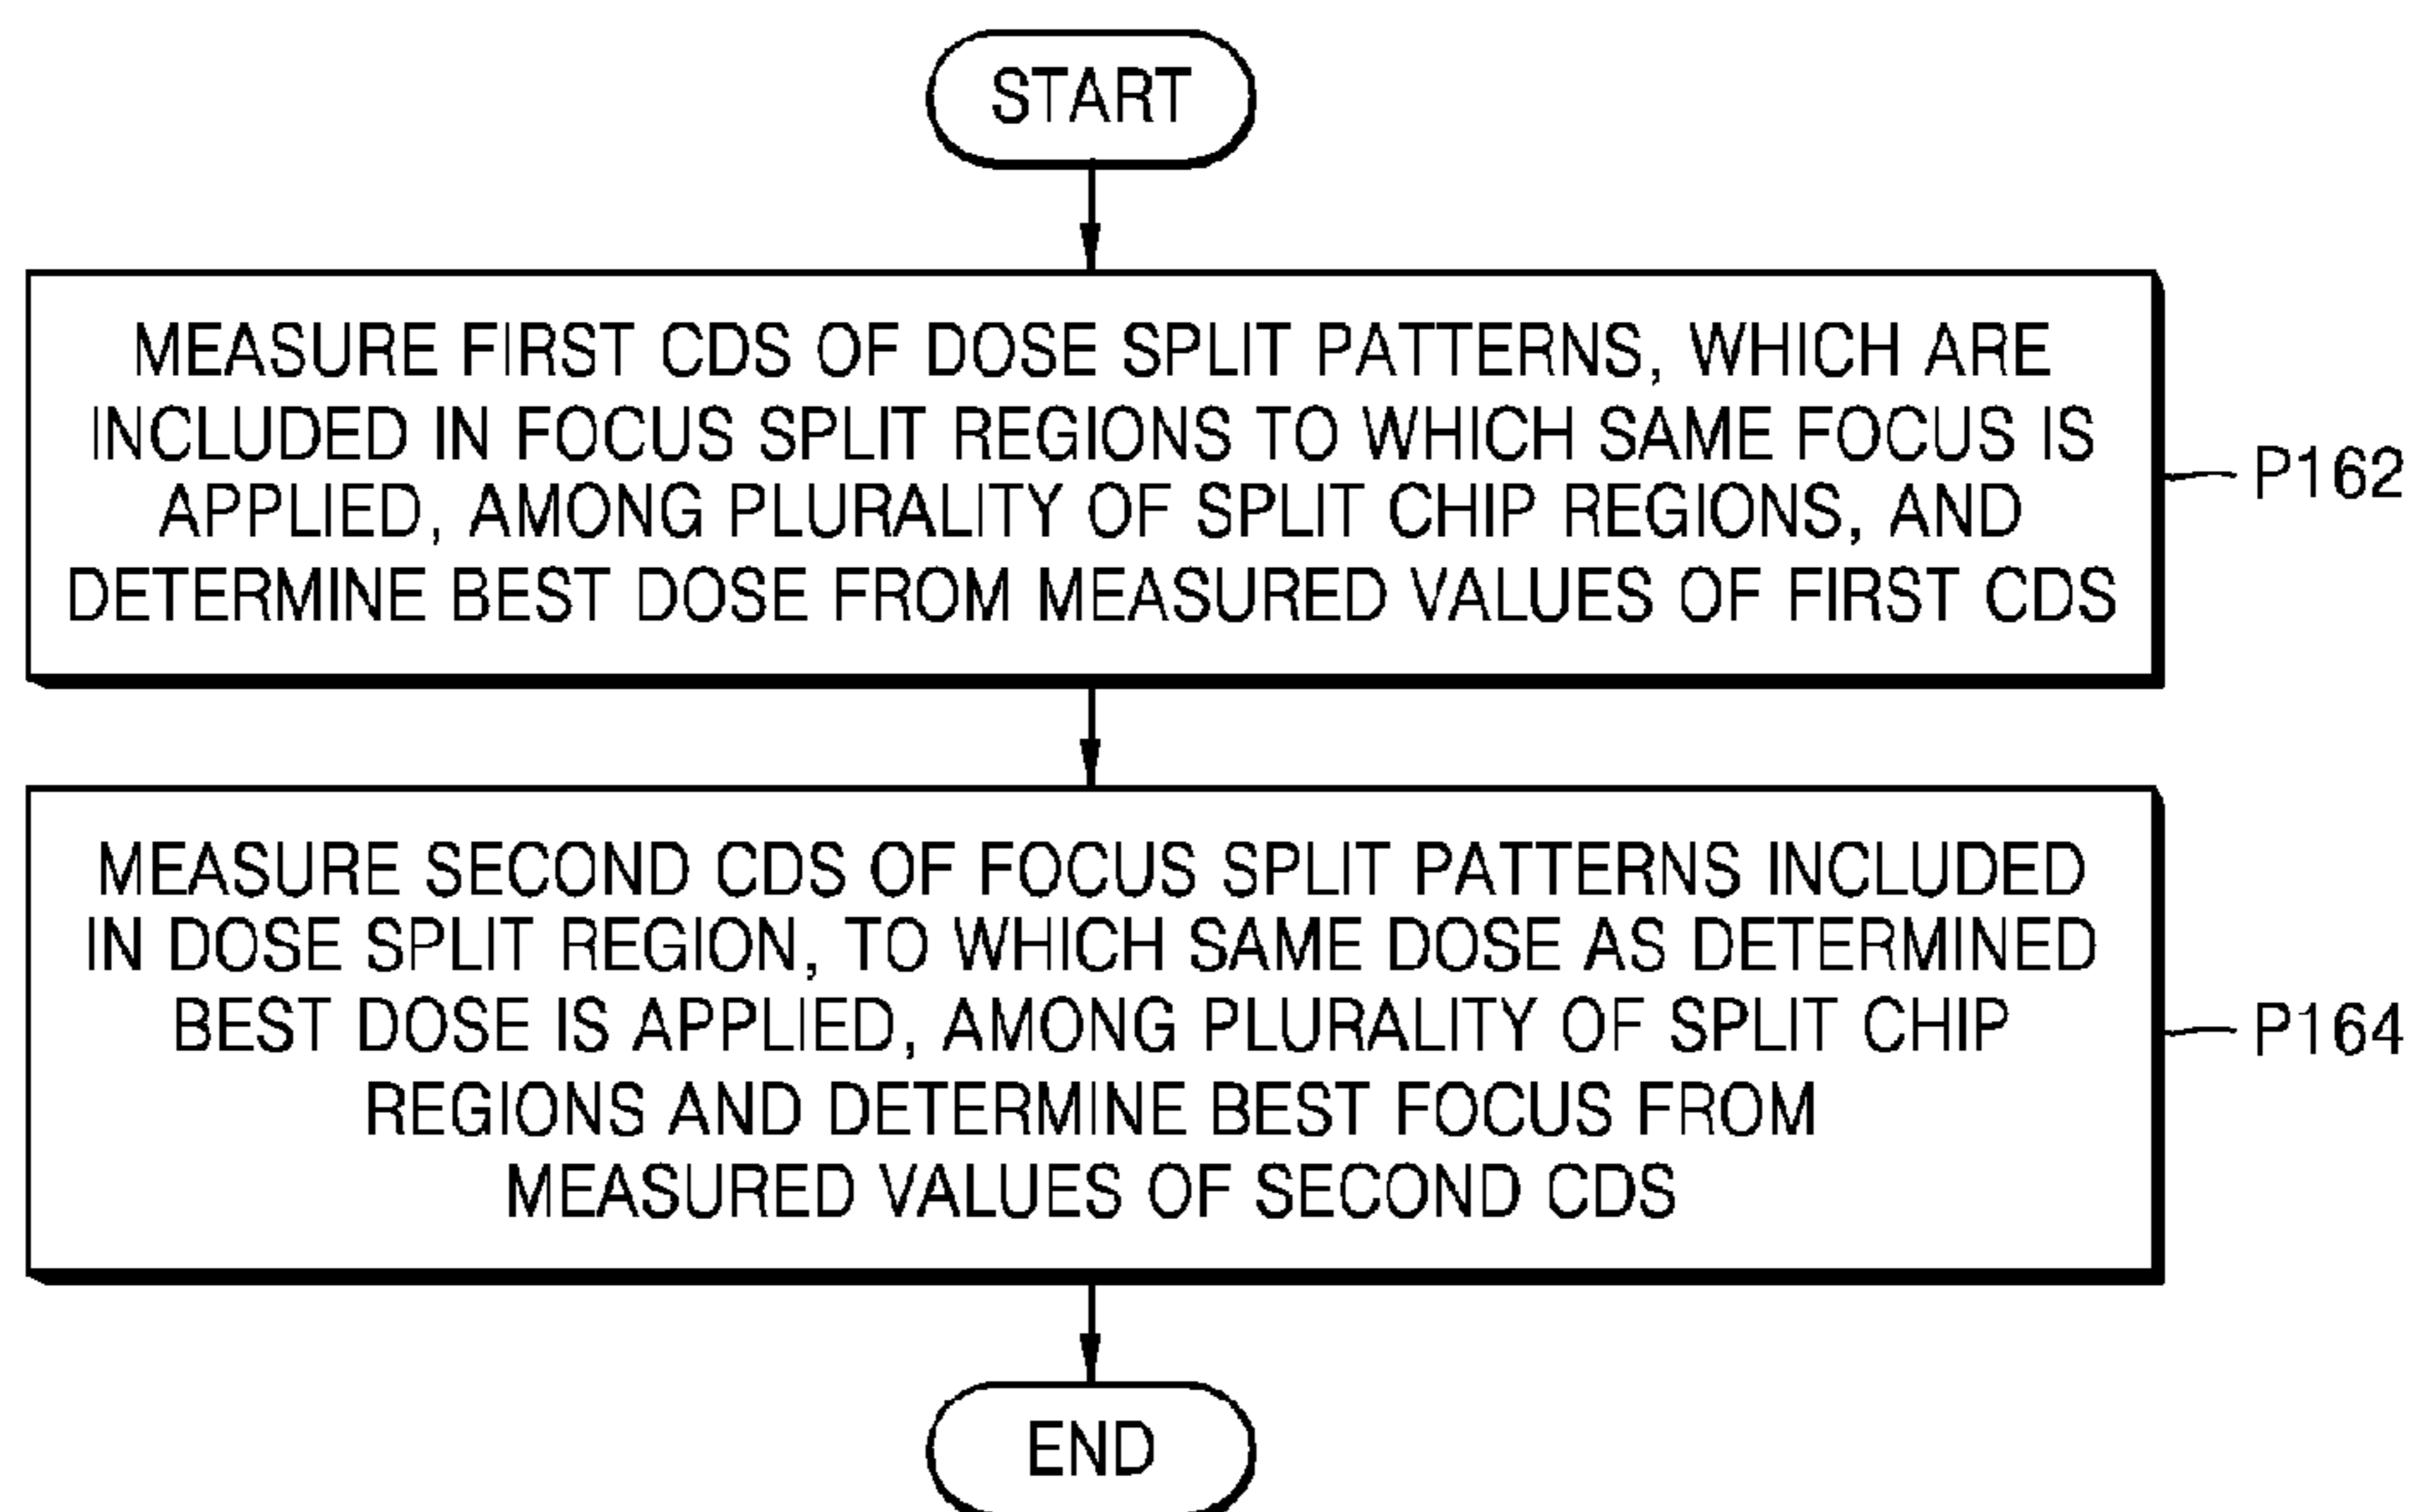 START
MEASURE FIRST CDS OF DOSE SPLIT PATTERNS, WHICH ARE
INCLUDED IN FOCUS SPLIT REGIONS TO WHICH SAME FOCUS IS
APPLIED, AMONG PLURALITY OF SPLIT CHIP REGIONS, AND
DETERMINE BEST DOSE FROM MEASURED VALUES OF FIRST CDS
P162
MEASURE SECOND CDS OF FOCUS SPLIT PATTERNS INCLUDED
IN DOSE SPLIT REGION, TO WHICH SAME DOSE AS DETERMINED
BEST DOSE IS APPLIED, AMONG PLURALITY OF SPLIT CHIP
REGIONS AND DETERMINE BEST FOCUS FROM
MEASURED VALUES OF SECOND CDS
P164
END